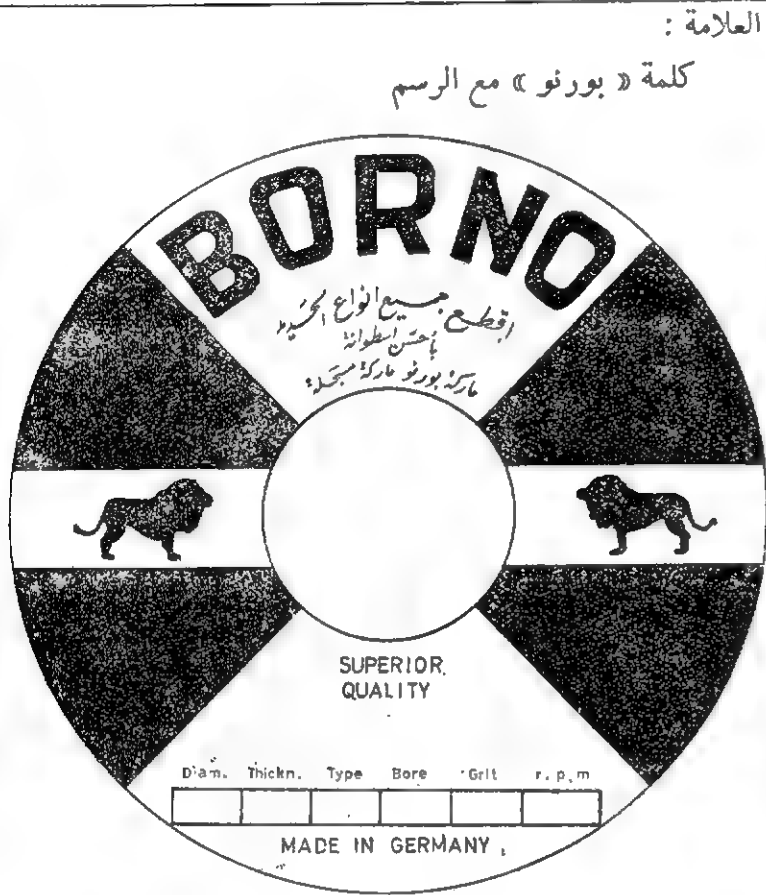 العلامة :
كلمة « بورنو » مع الرسم
BORNO
اقطع جميع انواع الحديد
بأحسن اسطوانة
ماركة بورنو ماركة مسجلة
SUPERIOR
QUALITY
Diam. Thickn. Type Bore Grit r.p.m
MADE IN GERMANY